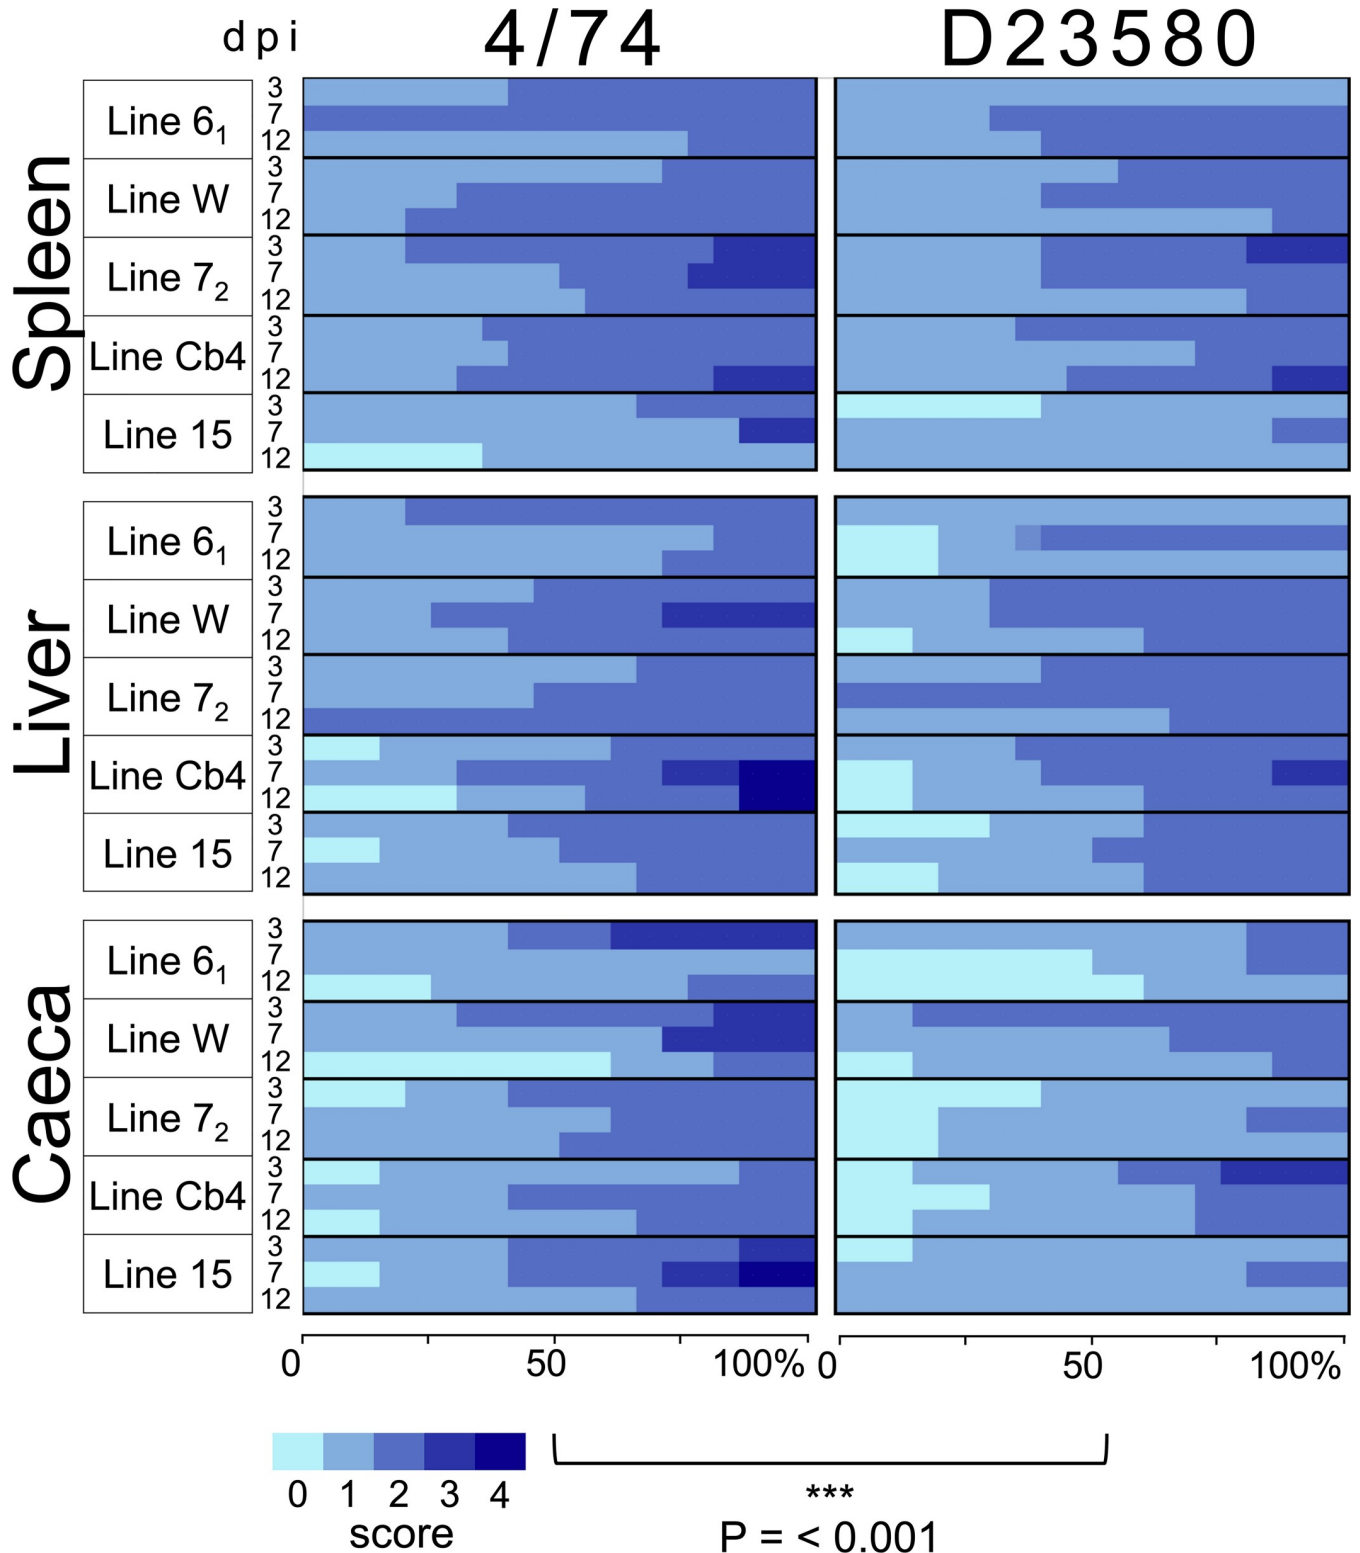 dpi 4/74 D23580
Spleen
Line 6₁ 3
7
12
Line W 3
7
12
Line 7₂ 3
7
12
Line Cb4 3
7
12
Line 15 3
7
12
Liver
Line 6₁ 3
7
12
Line W 3
7
12
Line 7₂ 3
7
12
Line Cb4 3
7
12
Line 15 3
7
12
Caeca
Line 6₁ 3
7
12
Line W 3
7
12
Line 7₂ 3
7
12
Line Cb4 3
7
12
Line 15 3
7
12
0 50 100% 0 50 100%
0 1 2 3 4
score
***
P = < 0.001